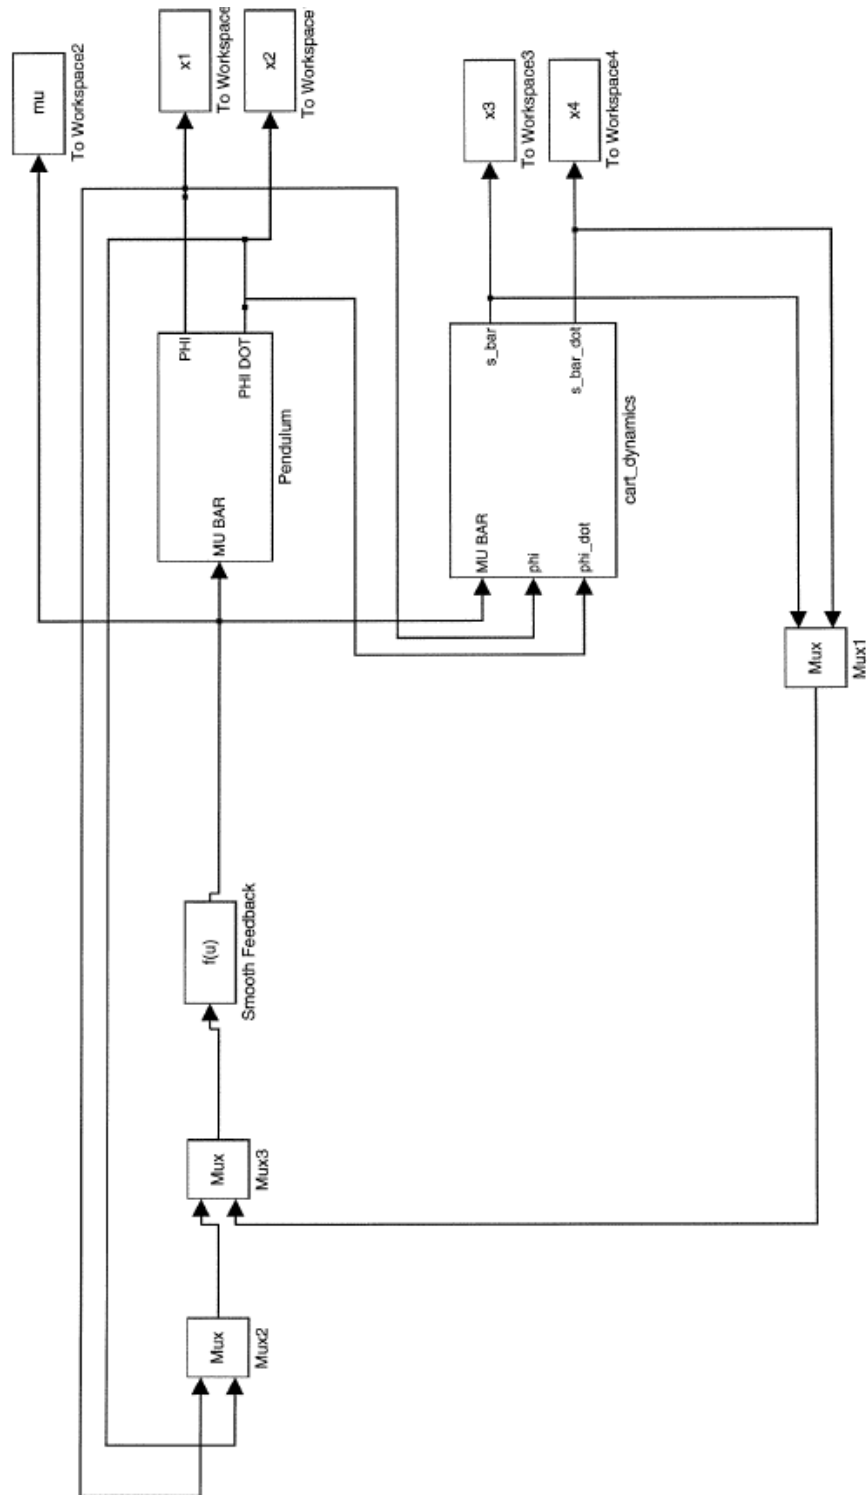 mu
To Workspace2
x1
To Workspace
x2
To Workspace
PHI
PHI DOT
MU BAR
Pendulum
x3
To Workspace3
x4
To Workspace4
s_bar
s_bar_dot
MU BAR
phi
phi_dot
cart_dynamics
Mux
Mux1
f(u)
Smooth Feedback
Mux
Mux3
Mux
Mux2